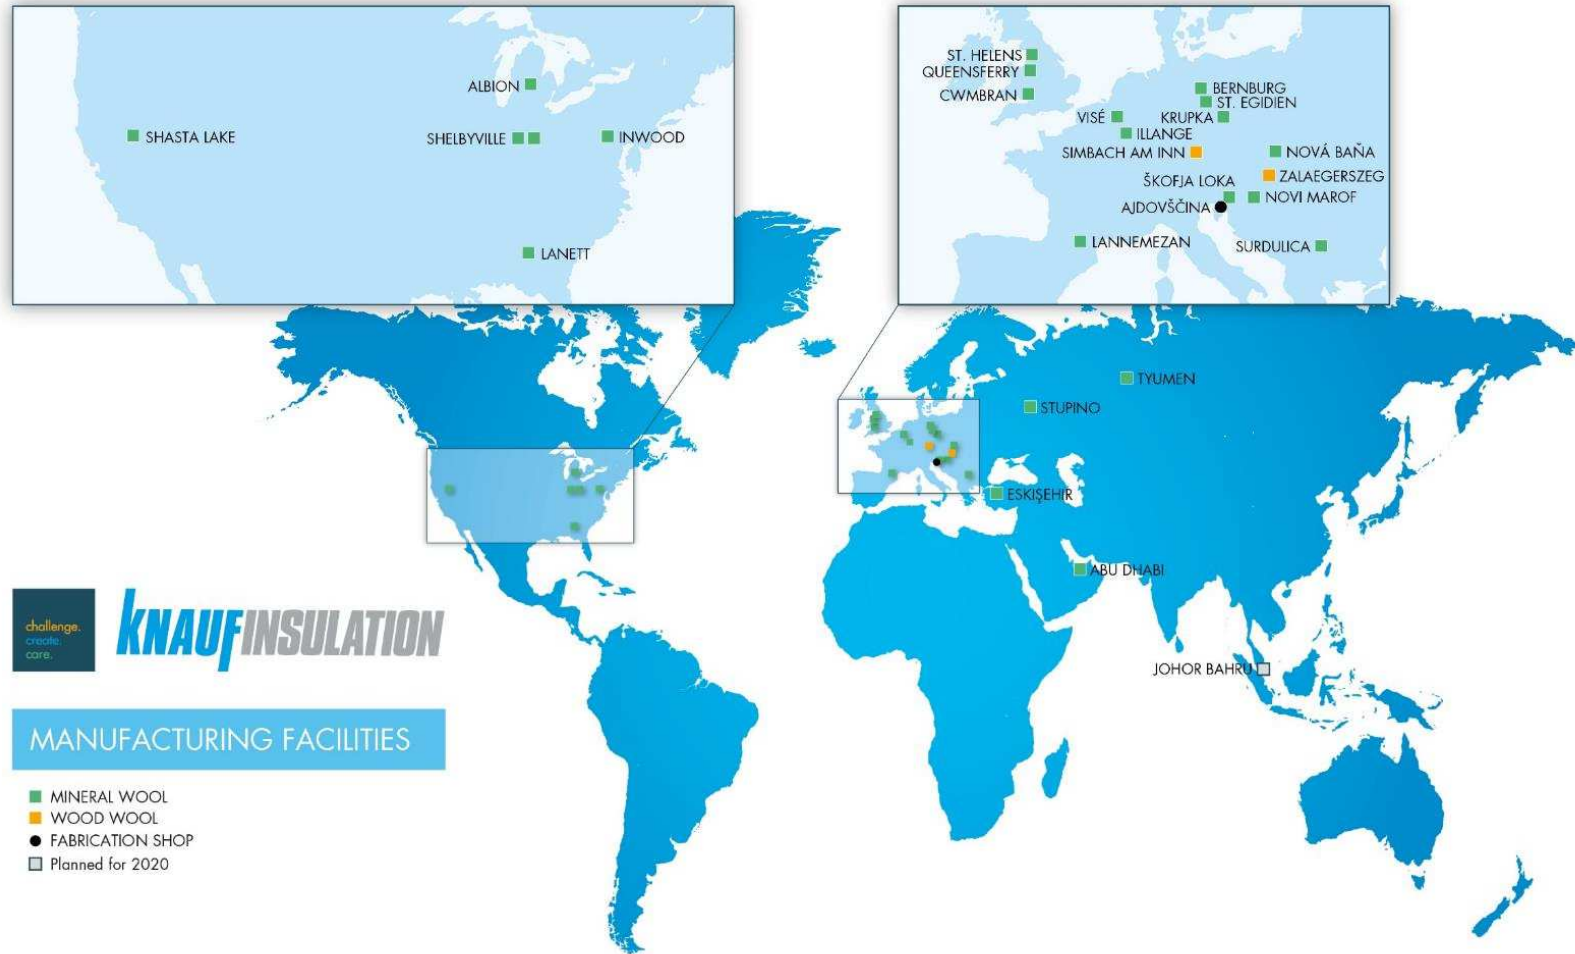 ALBION
SHASTA LAKE
SHELBYVILLE
INWOOD
LANETT
ST. HELENS
QUEENSFERRY
CWMBRAN
BERNBURG
ST. EGIDIEN
VISÉ
KRUPKA
ILLANGE
SIMBACH AM INN
NOVÁ BAŇA
ZALAEGERSZEG
ŠKOFJA LOKA
NOVI MAROF
AJDOVŠČINA
LANNEMEZAN
SURDULICA
TYUMEN
STUPINO
ESKIŞEHIR
ABU DHABI
JOHOR BAHRU
challenge.
create.
care.
KNAUFINSULATION
MANUFACTURING FACILITIES
MINERAL WOOL
WOOD WOOL
FABRICATION SHOP
Planned for 2020